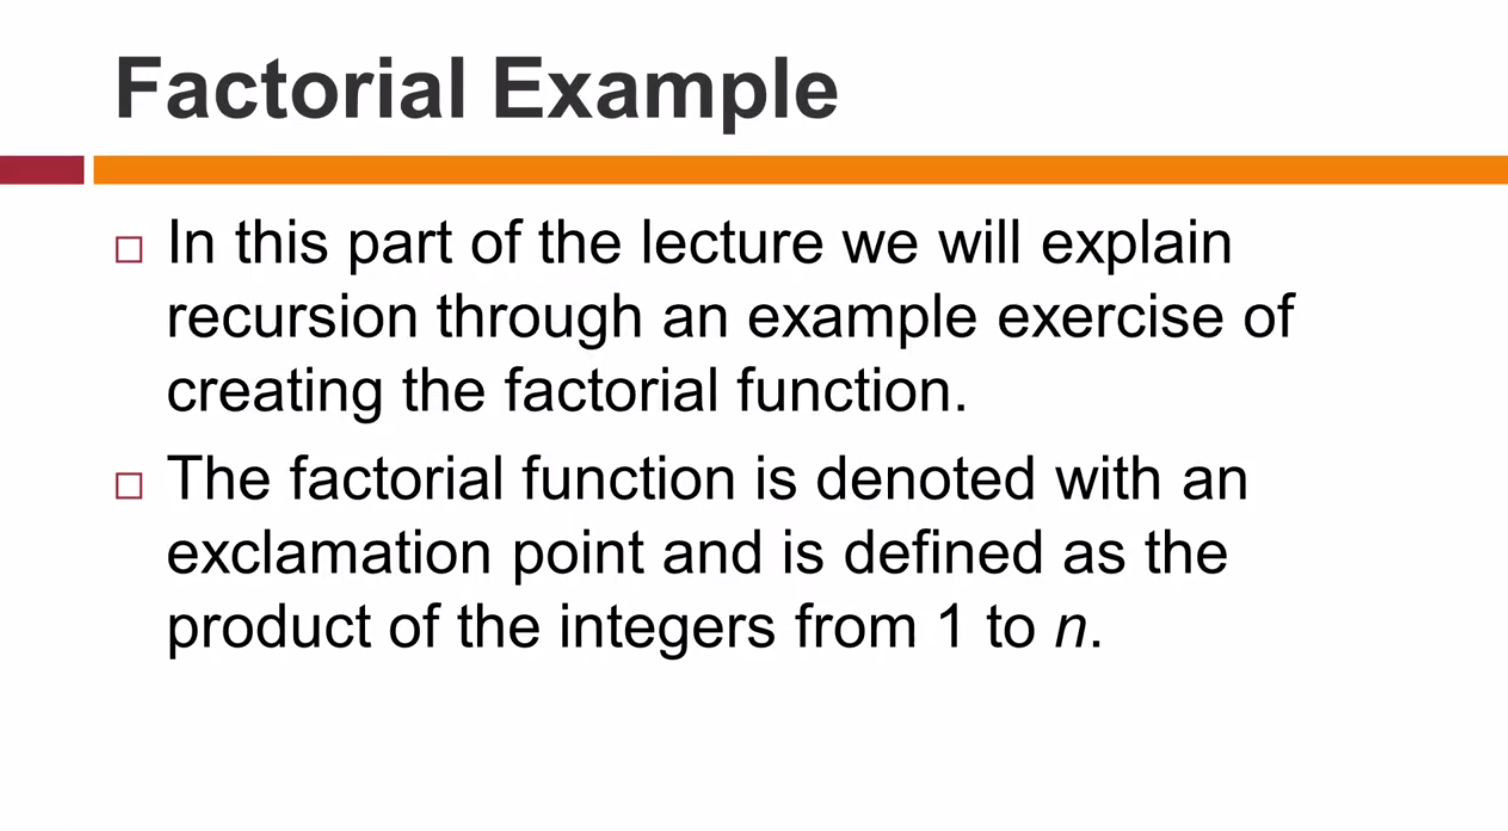 Factorial Example
In this part of the lecture we will explain
recursion through an example exercise of
creating the factorial function.
The factorial function is denoted with an
exclamation point and is defined as the
product of the integers from 1 to n.